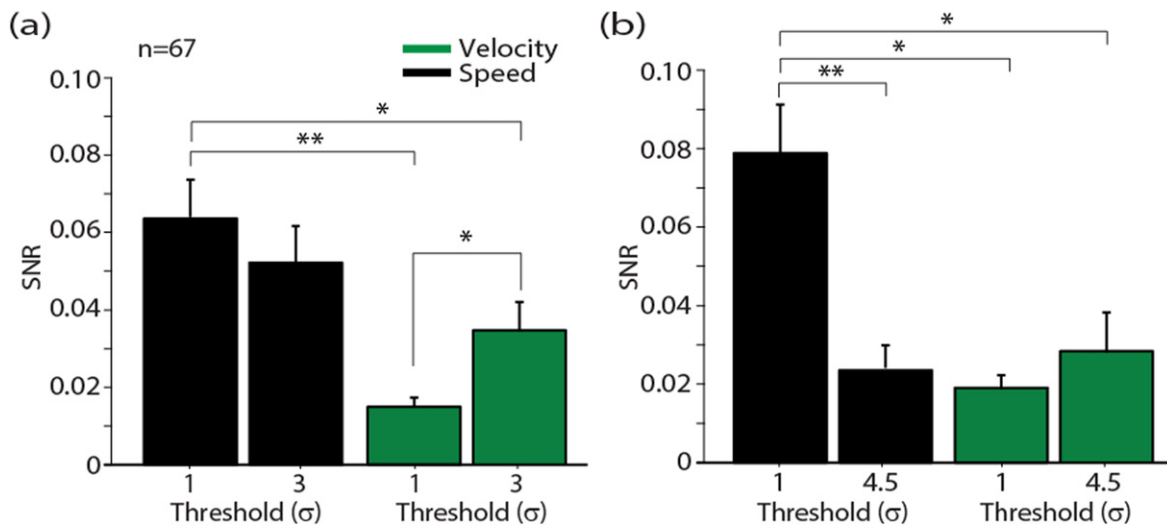 (a)
n=67
Velocity
Speed
0.10
0.08
0.06
0.04
0.02
0
SNR
*
**
*
1 3 1 3
Threshold (σ) Threshold (σ)
(b)
0.10
0.08
0.06
0.04
0.02
0
SNR
*
*
**
1 4.5 1 4.5
Threshold (σ) Threshold (σ)